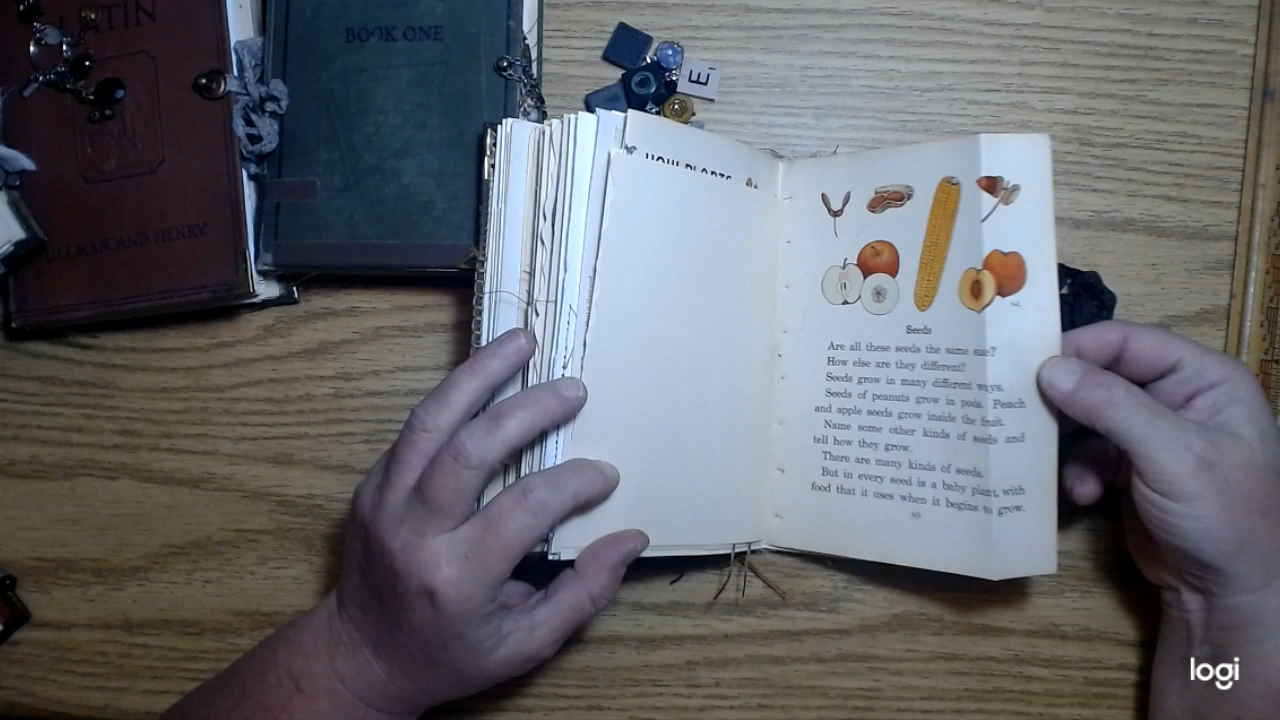 LATIN
ULLMAN AND HENRY
BOOK ONE
E1
HOW PLANTS
Seeds
Are all these seeds the same size?
How else are they different?
Seeds grow in many different ways.
Seeds of peanuts grow in pods. Peach
and apple seeds grow inside the fruit.
Name some other kinds of seeds and
tell how they grow.
There are many kinds of seeds.
But in every seed is a baby plant, with
food that it uses when it begins to grow.
logi